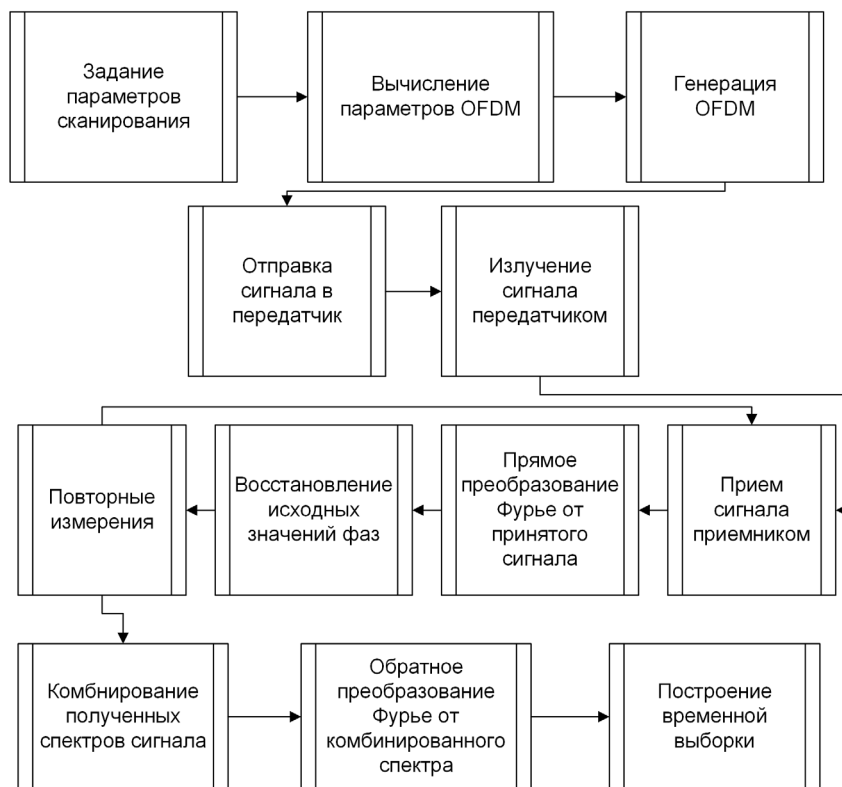 Задание
параметров
сканирования
Вычисление
параметров OFDM
Генерация
OFDM
Отправка
сигнала в
передатчик
Излучение
сигнала
передатчиком
Повторные
измерения
Восстановление
исходных
значений фаз
Прямое
преобразование
Фурье от
принятого
сигнала
Прием
сигнала
приемником
Комбнирование
полученных
спектров сигнала
Обратное
преобразование
Фурье от
комбинированного
спектра
Построение
временной
выборки